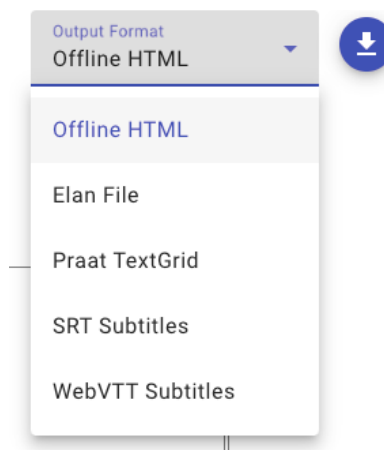 Output Format
Offline HTML
Offline HTML
Elan File
Praat TextGrid
SRT Subtitles
WebVTT Subtitles